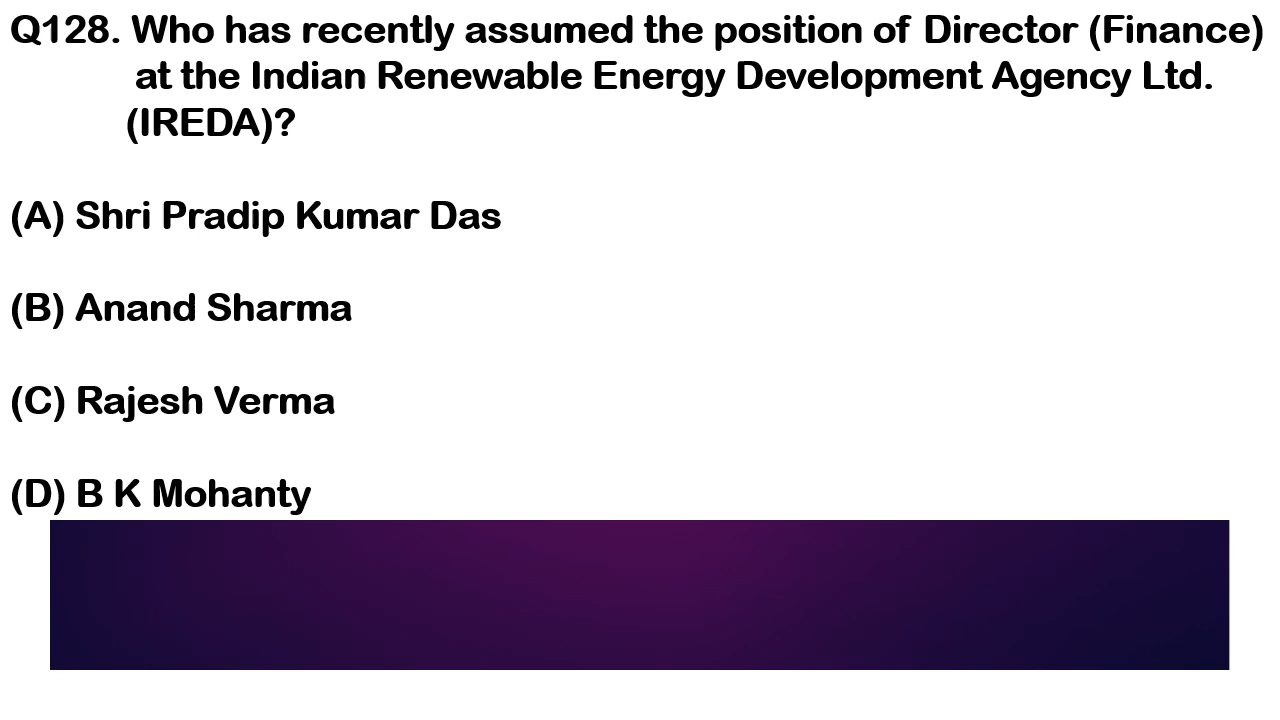 Q128. Who has recently assumed the position of Director (Finance)
at the Indian Renewable Energy Development Agency Ltd.
(IREDA)?
(A) Shri Pradip Kumar Das
(B) Anand Sharma
(C) Rajesh Verma
(D) B K Mohanty